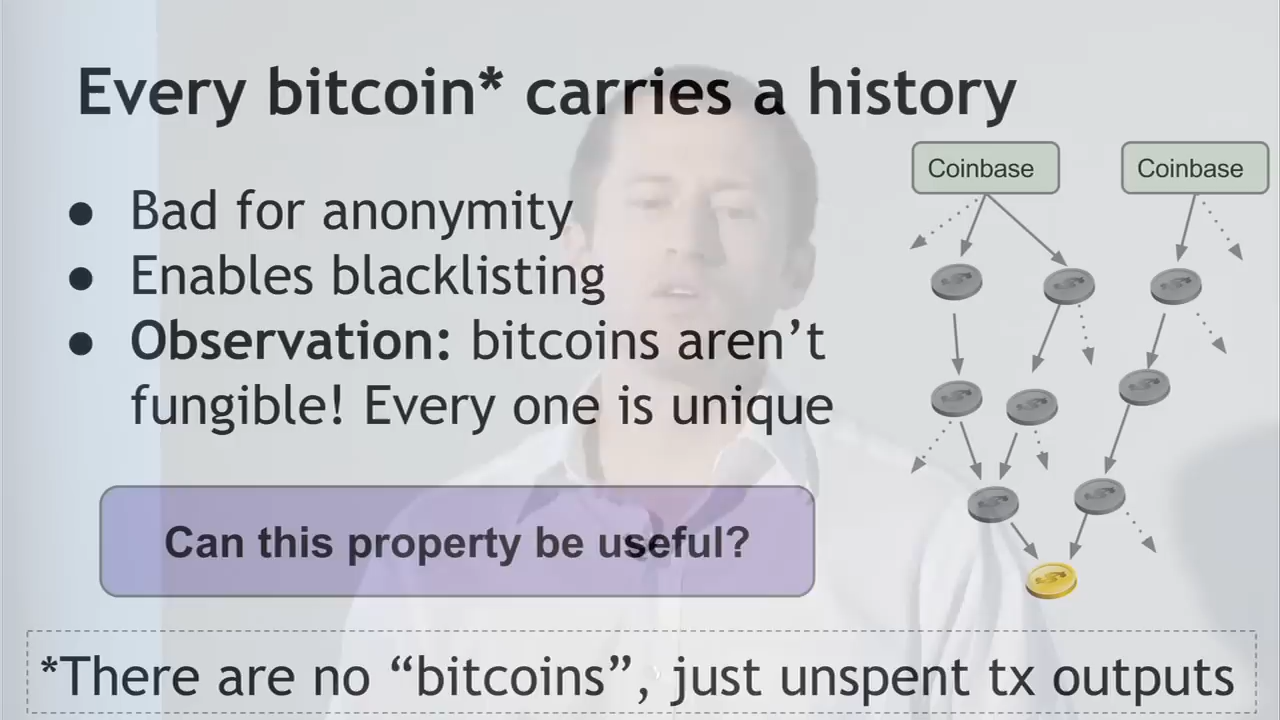 Every bitcoin* carries a history
Coinbase
Coinbase
● Bad for anonymity
● Enables blacklisting
● Observation: bitcoins aren’t
fungible! Every one is unique
Can this property be useful?
*There are no “bitcoins”, just unspent tx outputs